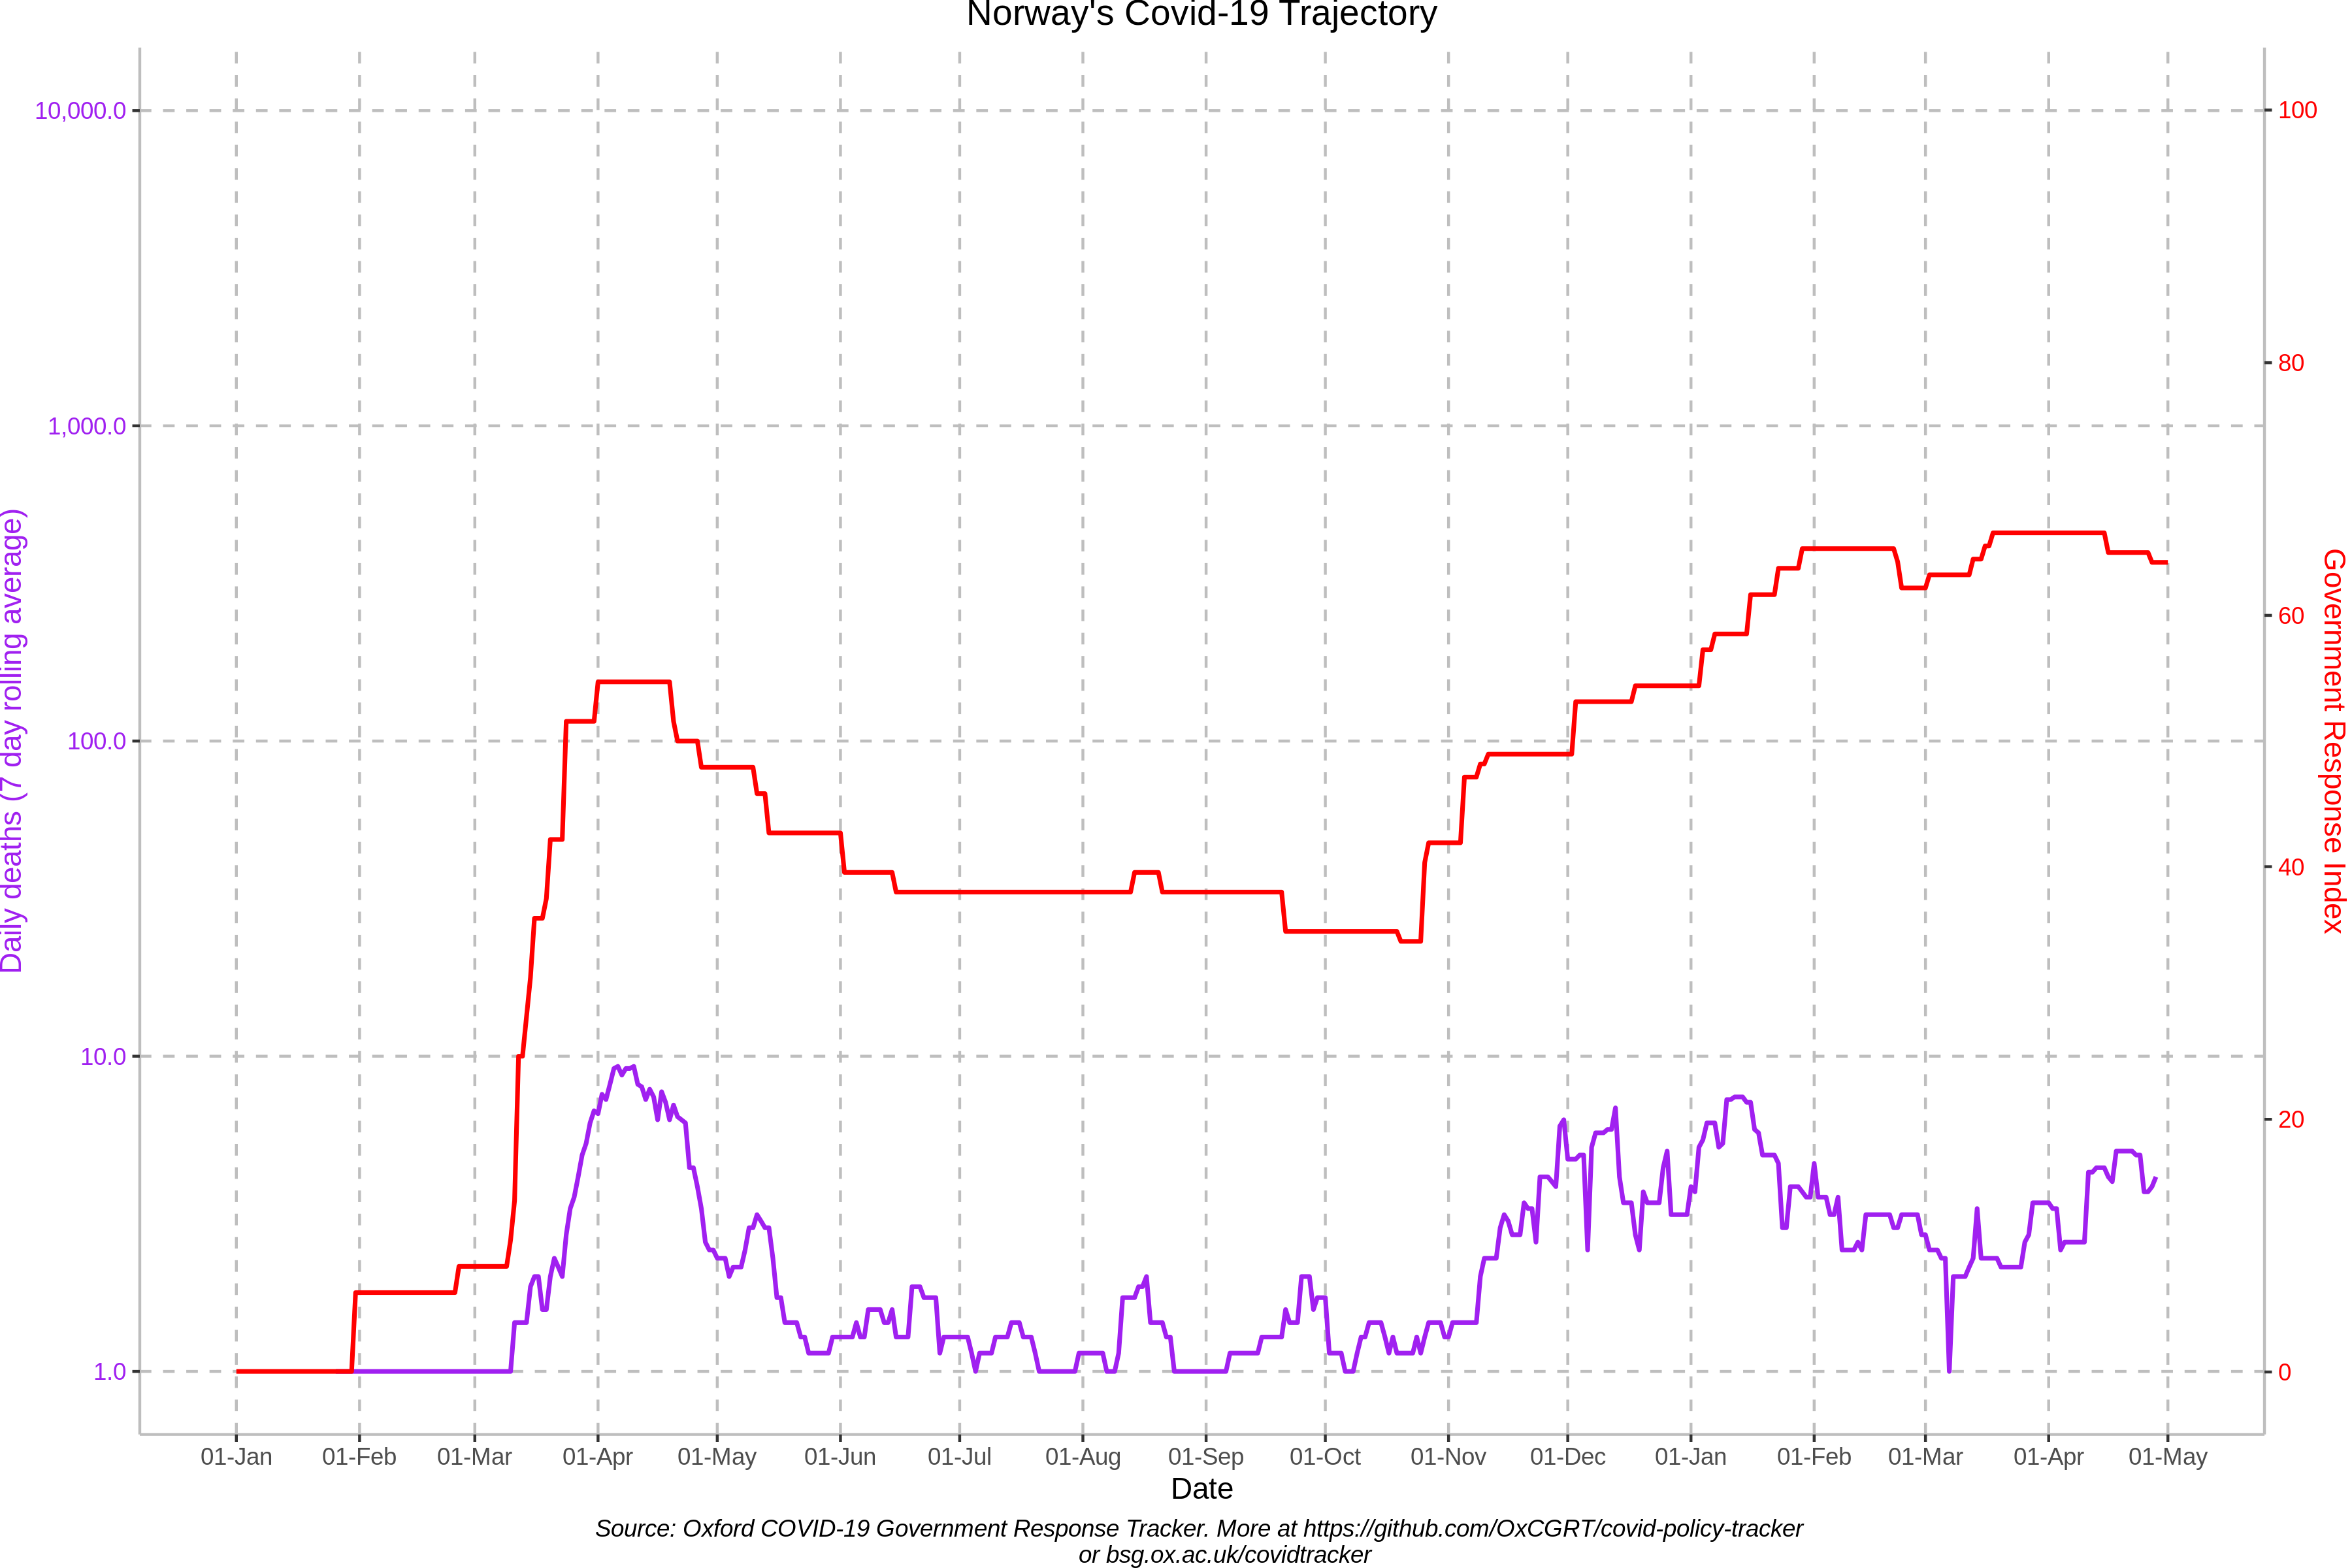 Norway's Covid-19 Trajectory
10,000.0
1,000.0
100.0
10.0
1.0
Daily deaths (7 day rolling average)
100
80
60
40
20
0
Government Response Index
01-Jan 01-Feb 01-Mar 01-Apr 01-May 01-Jun 01-Jul 01-Aug 01-Sep 01-Oct 01-Nov 01-Dec 01-Jan 01-Feb 01-Mar 01-Apr 01-May
Date
Source: Oxford COVID-19 Government Response Tracker. More at https://github.com/OxCGRT/covid-policy-tracker
or bsg.ox.ac.uk/covidtracker